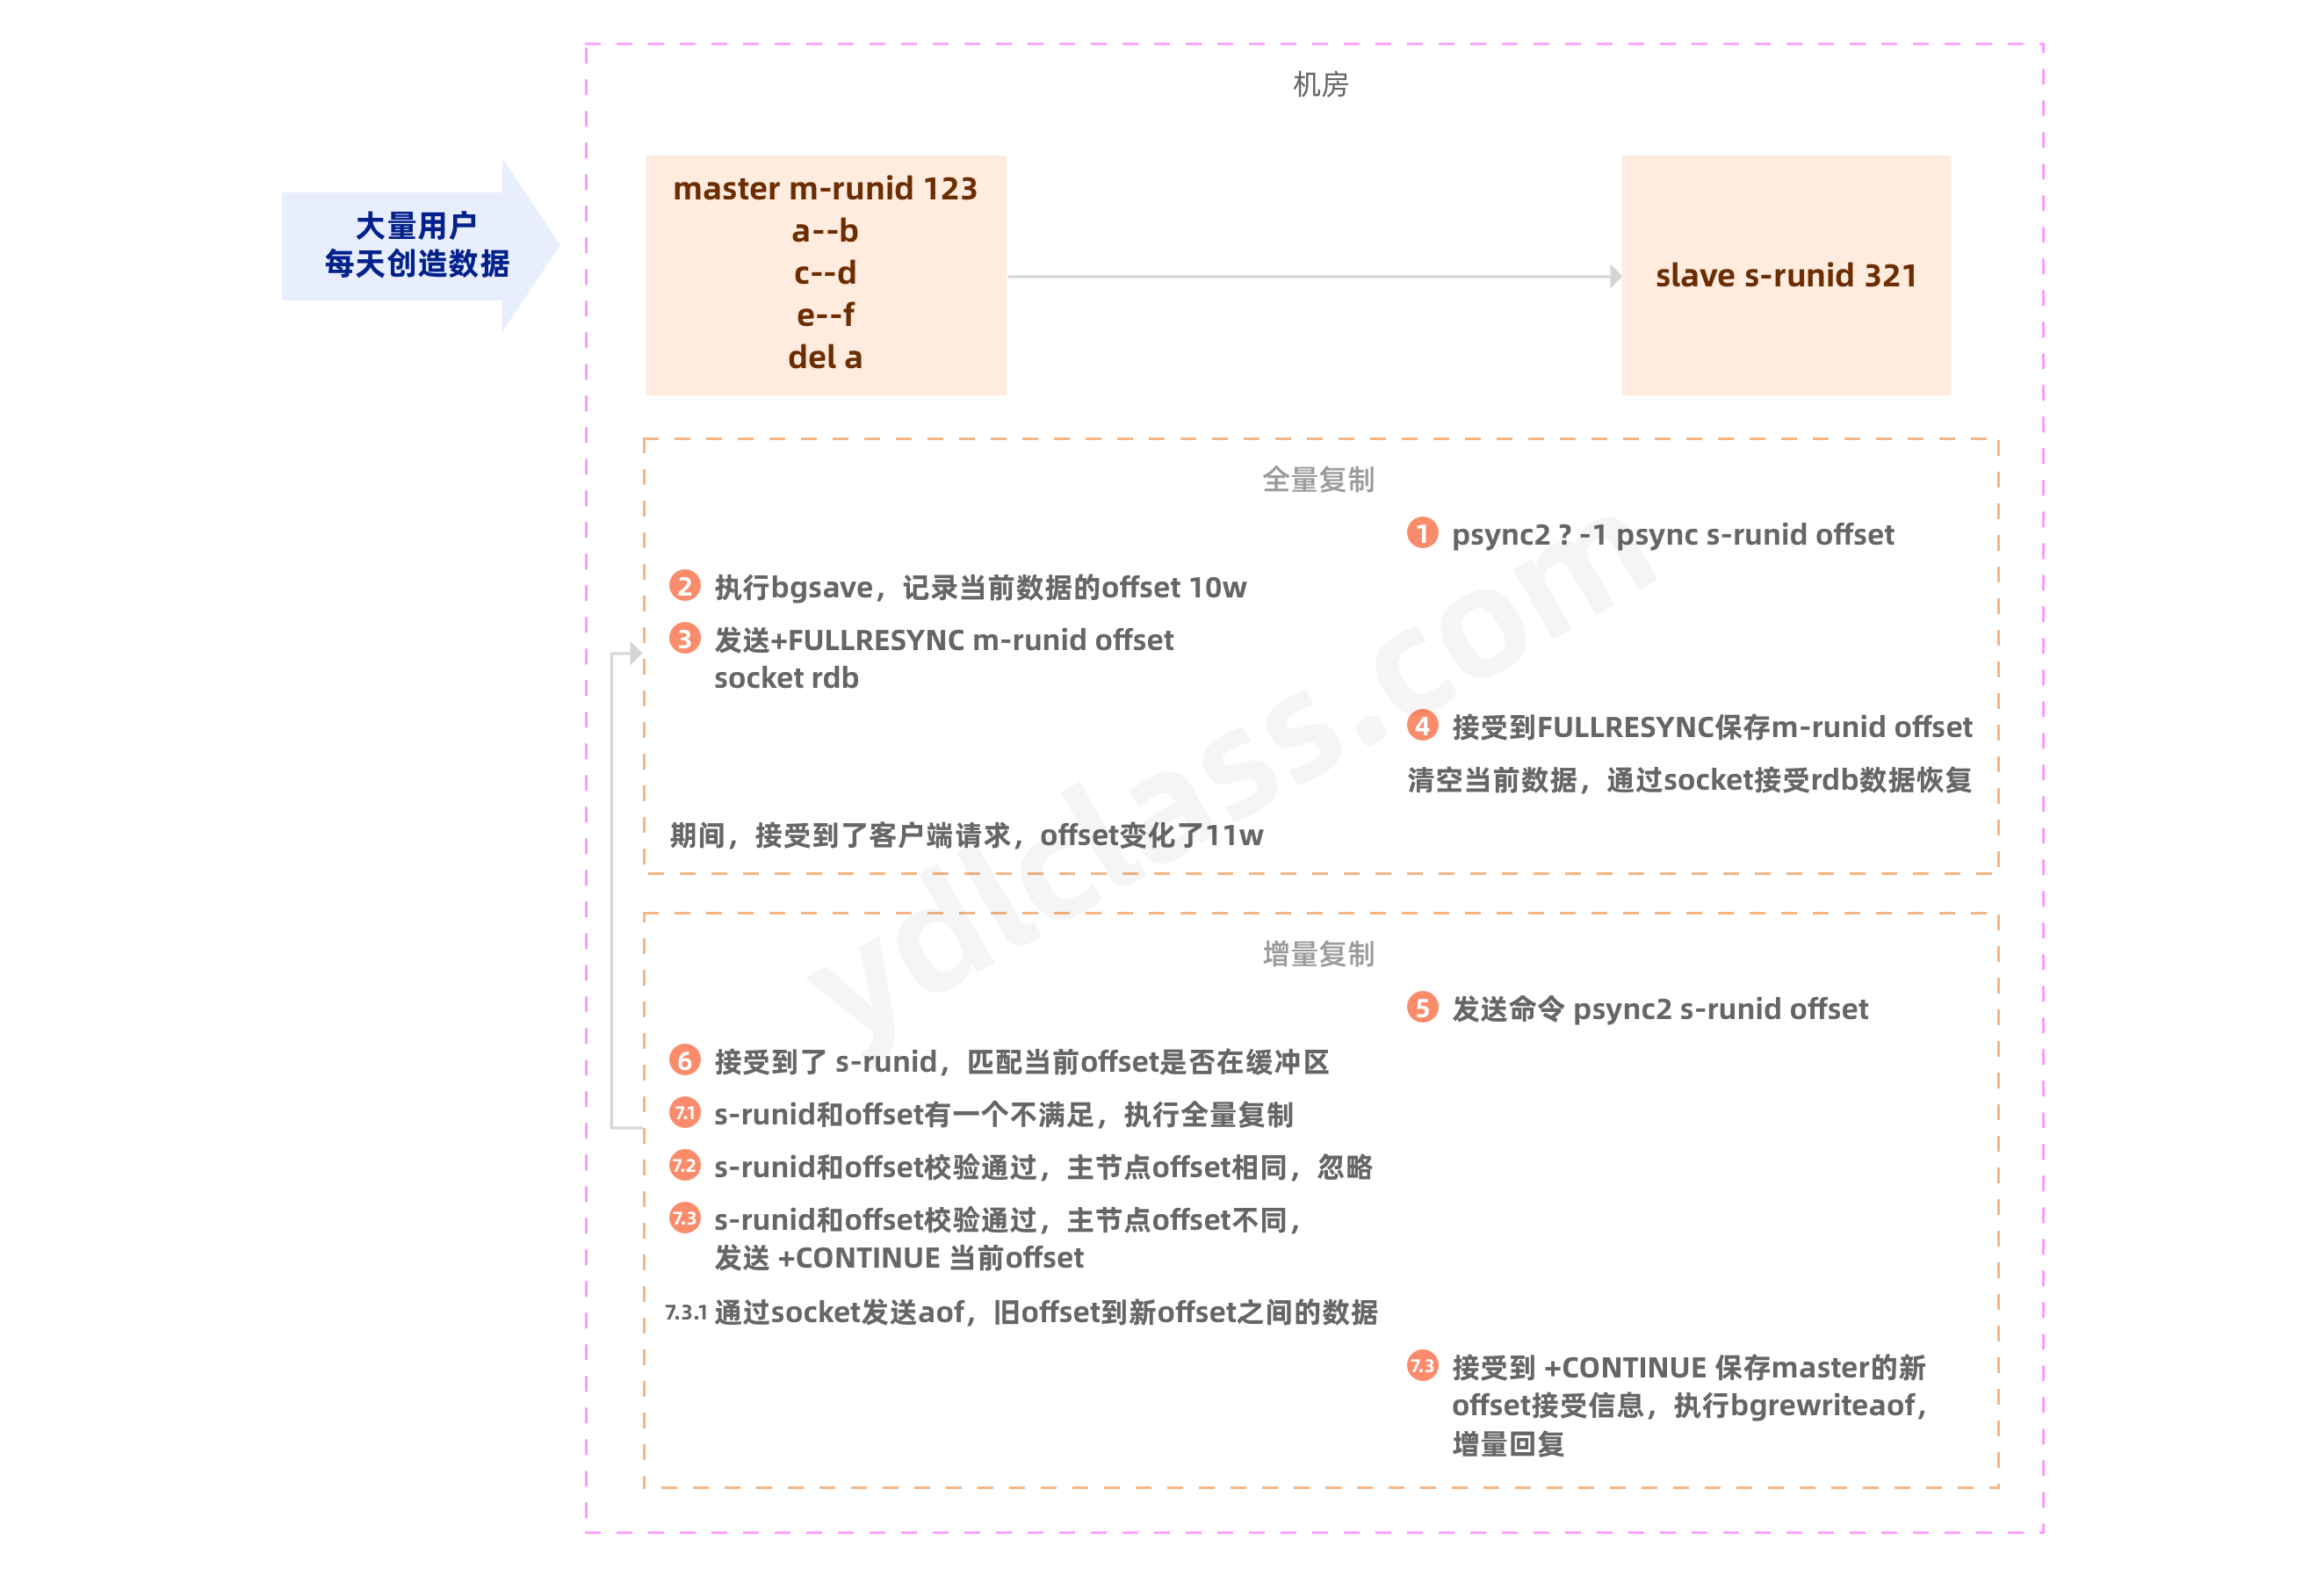 机房
大量用户
每天创造数据
master m-runid 123
a--b
c--d
e--f
del a
slave s-runid 321
全量复制
1 psync2 ? -1 psync s-runid offset
2 执行bgsave，记录当前数据的offset 10w
3 发送+FULLRESYNC m-runid offset
socket rdb
4 接受到FULLRESYNC保存m-runid offset
清空当前数据，通过socket接受rdb数据恢复
期间，接受到了客户端请求，offset变化了11w
增量复制
5 发送命令 psync2 s-runid offset
6 接受到了 s-runid，匹配当前offset是否在缓冲区
7.1 s-runid和offset有一个不满足，执行全量复制
7.2 s-runid和offset校验通过，主节点offset相同，忽略
7.3 s-runid和offset校验通过，主节点offset不同，
发送 +CONTINUE 当前offset
7.3.1 通过socket发送aof，旧offset到新offset之间的数据
7.3 接受到 +CONTINUE 保存master的新
offset接受信息，执行bgrewriteaof，
增量回复
ydlclass.com